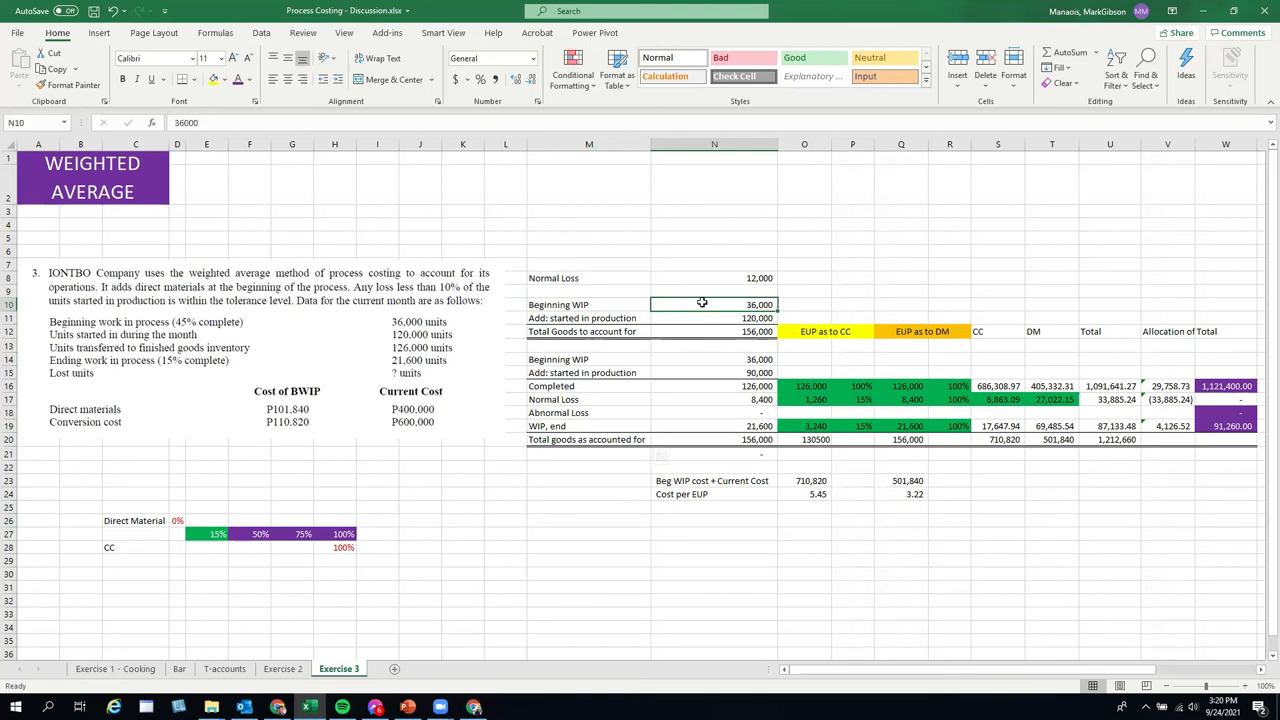 AutoSave Off Process Costing - Discussion.xlsx Search Manaois, MarkGibson MM
File Home Insert Page Layout Formulas Data Review View Add-ins Smart View Help Acrobat Power Pivot Share Comments
Paste Cut Copy Format Painter Calibri 11 B I U Wrap Text Merge & Center General $ % Conditional Formatting Format as Table Normal Bad Good Neutral Calculation Check Cell Explanatory ... Input Insert Delete Format AutoSum Fill Clear Sort & Filter Find & Select Ideas Sensitivity
Clipboard Font Alignment Number Styles Cells Editing Ideas Sensitivity
N10 36000
A B C D E F G H I J K L M N O P Q R S T U V W
WEIGHTED
AVERAGE
3. IONTBO Company uses the weighted average method of process costing to account for its
operations. It adds direct materials at the beginning of the process. Any loss less than 10% of the
units started in production is within the tolerance level. Data for the current month are as follows:
Beginning work in process (45% complete) 36,000 units
Units started in during the month 120,000 units
Units transferred to finished goods inventory 126,000 units
Ending work in process (15% complete) 21,600 units
Lost units ? units
Cost of BWIP Current Cost
Direct materials P101,840 P400,000
Conversion cost P110,820 P600,000
Direct Material 0%
15% 50% 75% 100%
CC 100%
Normal Loss 12,000
Beginning WIP 36,000
Add: started in production 120,000
Total Goods to account for 156,000 EUP as to CC EUP as to DM CC DM Total Allocation of Total
Beginning WIP 36,000
Add: started in production 90,000
Completed 126,000 126,000 100% 126,000 100% 686,308.97 405,332.31 1,091,641.27 29,758.73 1,121,400.00
Normal Loss 8,400 1,260 15% 8,400 100% 6,863.09 27,022.15 33,885.24 (33,885.24) -
Abnormal Loss - -
WIP, end 21,600 3,240 15% 21,600 100% 17,647.94 69,485.54 87,133.48 4,126.52 91,260.00
Total goods as accounted for 156,000 130500 156,000 710,820 501,840 1,212,660
-
Beg WIP cost + Current Cost 710,820 501,840
Cost per EUP 5.45 3.22
Exercise 1 - Cooking Bar T-accounts Exercise 2 Exercise 3
Ready 100%
3:20 PM
9/24/2021